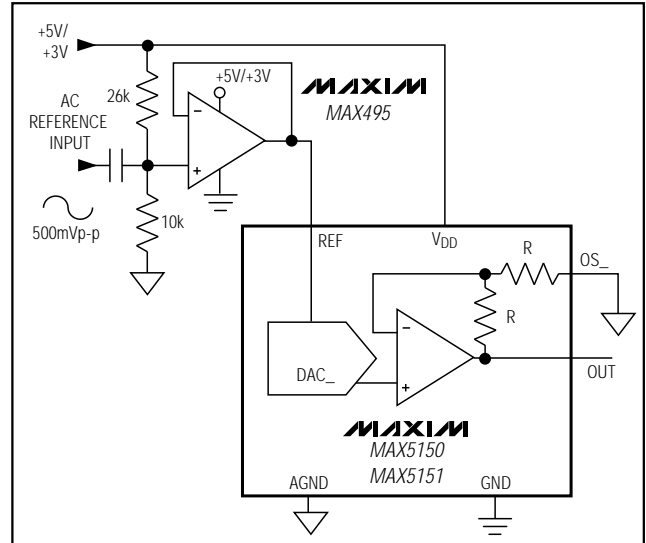 +5V/
+3V
26k
+5V/+3V
MAXIM
MAX495
AC
REFERENCE
INPUT
-
+
10k
500mVp-p
REF
VDD
R
OS_
R
-
DAC_
+
OUT
MAXIM
MAX5150
MAX5151
AGND
GND